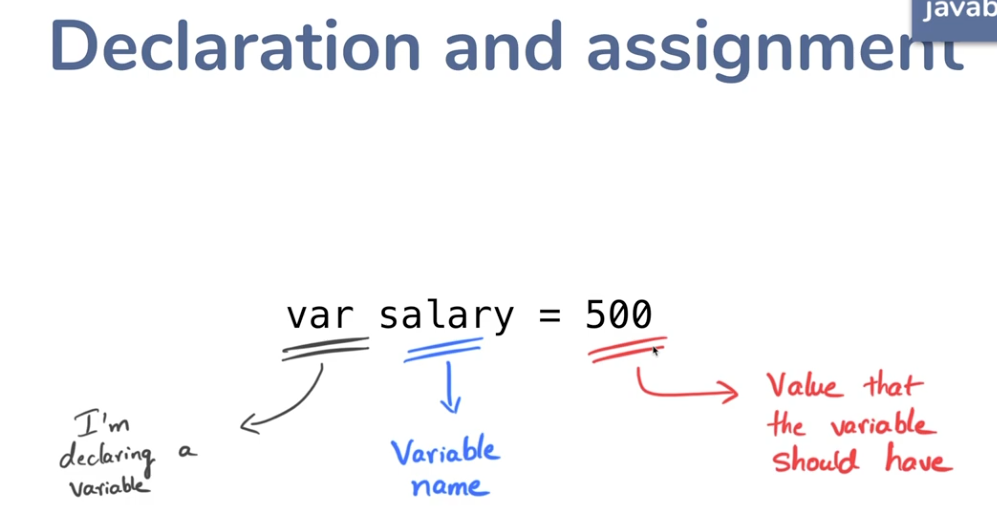 javab
Declaration and assignment
var salary = 500
I'm
declaring a
variable
Variable
name
Value that
the variable
should have